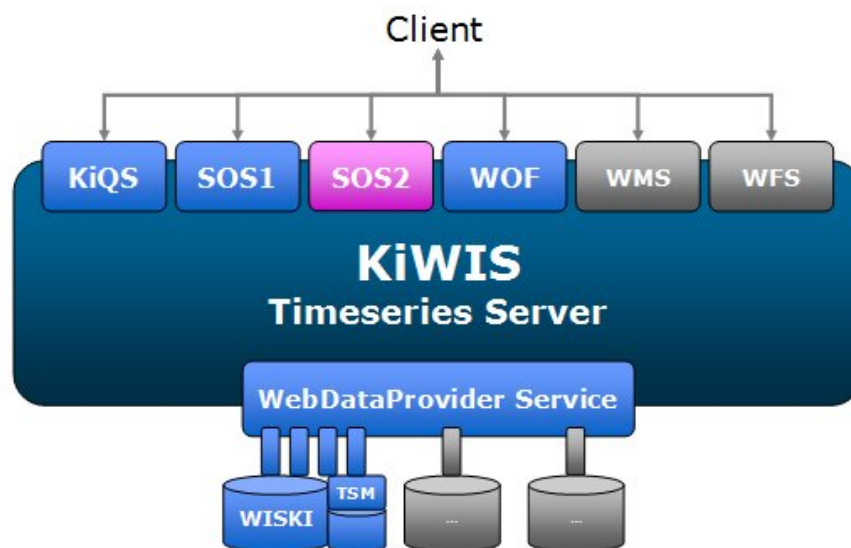 Client
KiQS SOS1 SOS2 WOF WMS WFS
KiWIS
Timeseries Server
WebDataProvider Service
TSM
WISKI ... ...